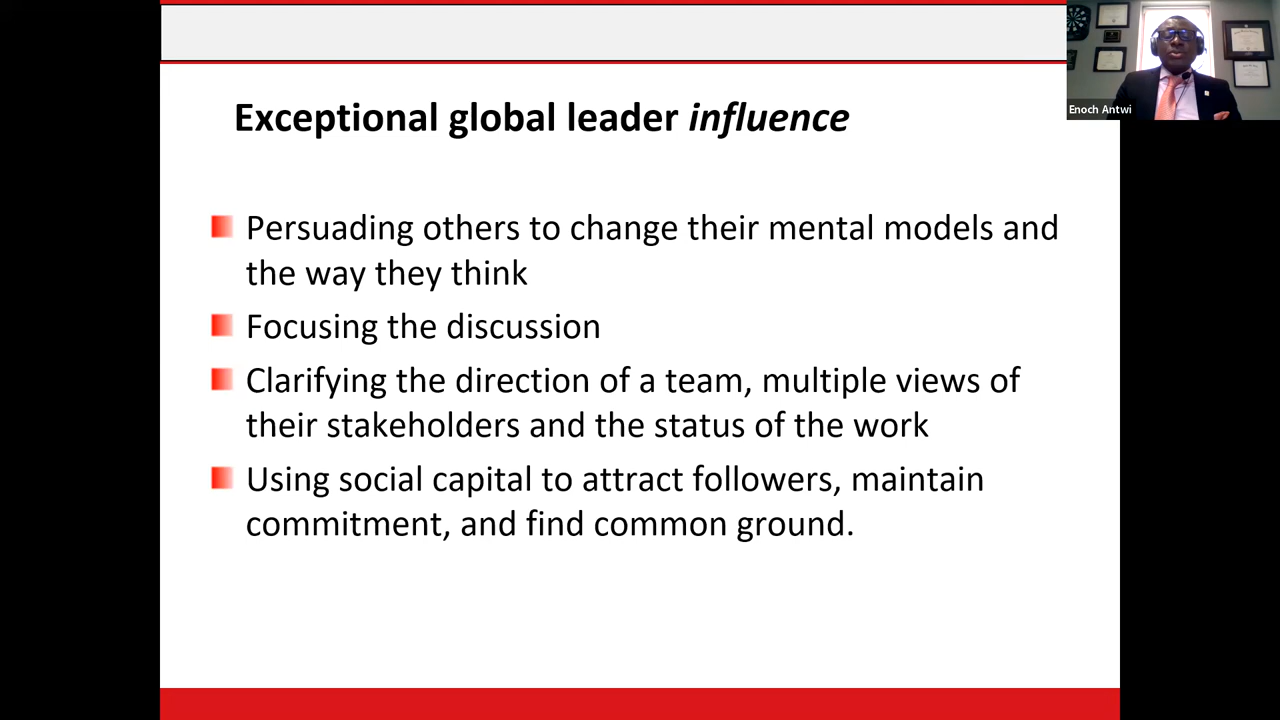 Exceptional global leader influence
Enoch Antwi
Persuading others to change their mental models and
the way they think
Focusing the discussion
Clarifying the direction of a team, multiple views of
their stakeholders and the status of the work
Using social capital to attract followers, maintain
commitment, and find common ground.